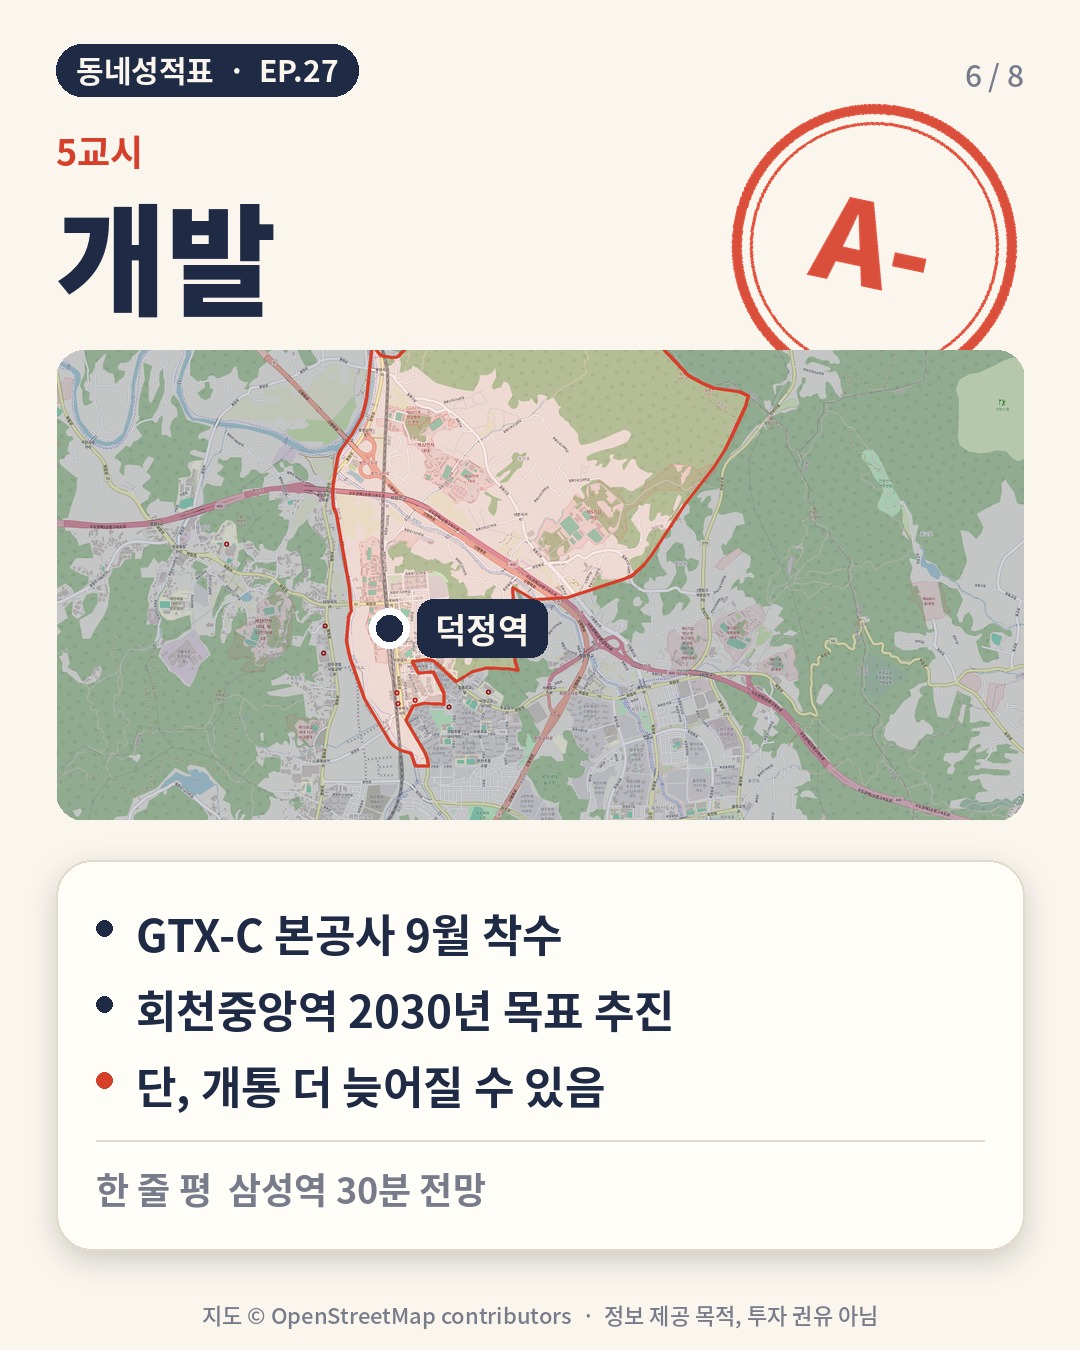 동네성적표 · EP.27
6 / 8
5교시
개발
A-
덕정역
GTX-C 본공사 9월 착수
회천중앙역 2030년 목표 추진
단, 개통 더 늦어질 수 있음
한 줄 평 삼성역 30분 전망
지도 © OpenStreetMap contributors · 정보 제공 목적, 투자 권유 아님